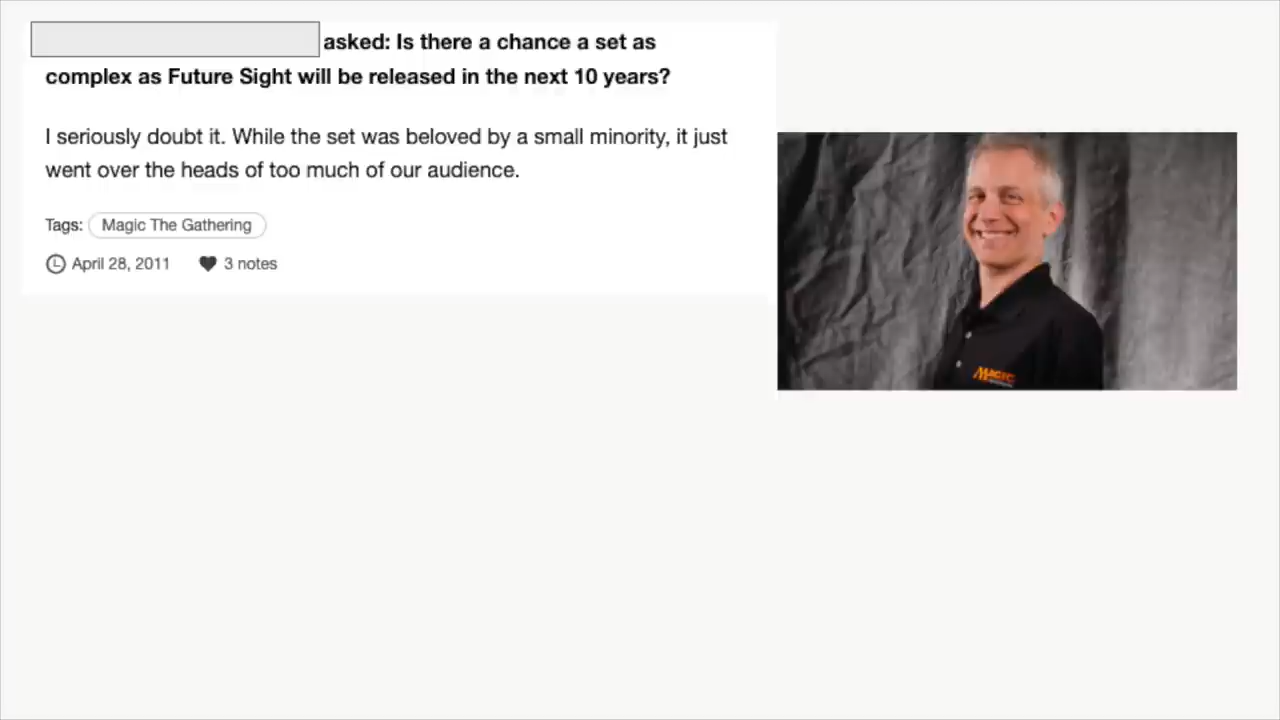 asked: Is there a chance a set as
complex as Future Sight will be released in the next 10 years?
I seriously doubt it. While the set was beloved by a small minority, it just
went over the heads of too much of our audience.
Tags: Magic The Gathering
April 28, 2011 3 notes
MAGIC